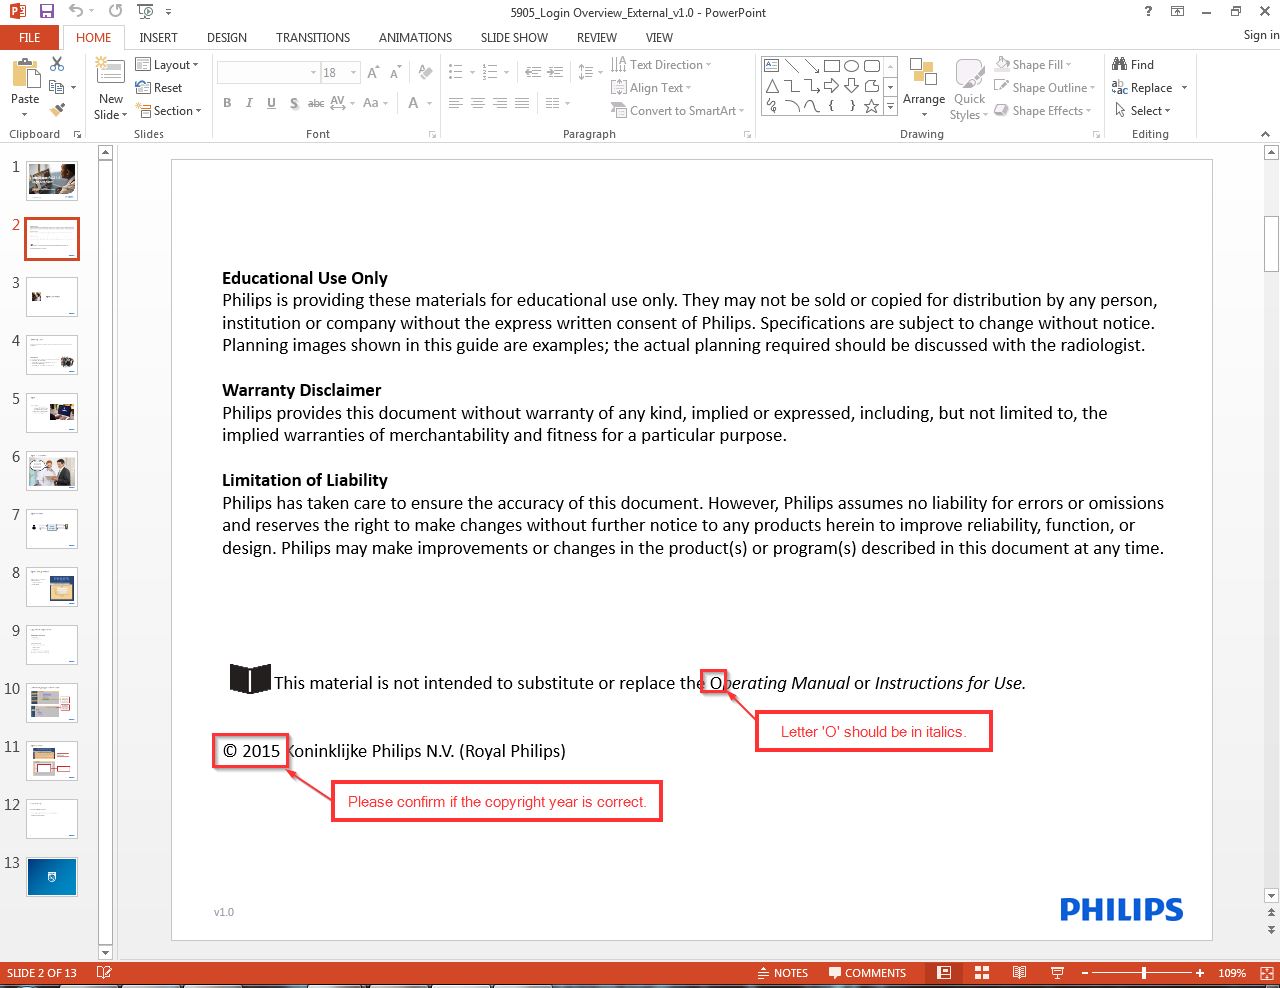 5905_Login Overview_External_v1.0 - PowerPoint
FILE HOME INSERT DESIGN TRANSITIONS ANIMATIONS SLIDE SHOW REVIEW VIEW Sign in
Paste
New
Slide
Layout
Reset
Section
18
B I U S abc AV Aa A
Text Direction
Align Text
Convert to SmartArt
Arrange
Quick
Styles
Shape Fill
Shape Outline
Shape Effects
Find
Replace
Select
Clipboard Slides Font Paragraph Drawing Editing
1
2
3
4
5
6
7
8
9
10
11
12
13
Educational Use Only
Philips is providing these materials for educational use only. They may not be sold or copied for distribution by any person,
institution or company without the express written consent of Philips. Specifications are subject to change without notice.
Planning images shown in this guide are examples; the actual planning required should be discussed with the radiologist.
Warranty Disclaimer
Philips provides this document without warranty of any kind, implied or expressed, including, but not limited to, the
implied warranties of merchantability and fitness for a particular purpose.
Limitation of Liability
Philips has taken care to ensure the accuracy of this document. However, Philips assumes no liability for errors or omissions
and reserves the right to make changes without further notice to any products herein to improve reliability, function, or
design. Philips may make improvements or changes in the product(s) or program(s) described in this document at any time.
This material is not intended to substitute or replace the Operating Manual or Instructions for Use.
Letter 'O' should be in italics.
© 2015 Koninklijke Philips N.V. (Royal Philips)
Please confirm if the copyright year is correct.
v1.0
PHILIPS
SLIDE 2 OF 13 NOTES COMMENTS 109%